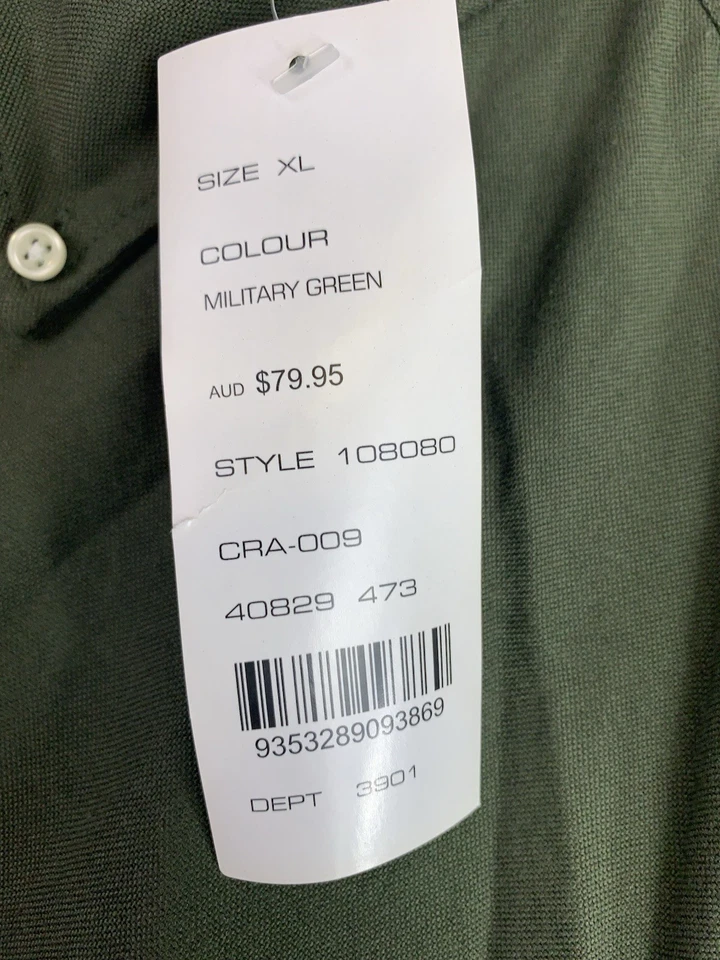 SIZE XL
COLOUR
MILITARY GREEN
AUD $79.95
STYLE 108080
CRA-009
40829 473
9353289093869
DEPT 3901